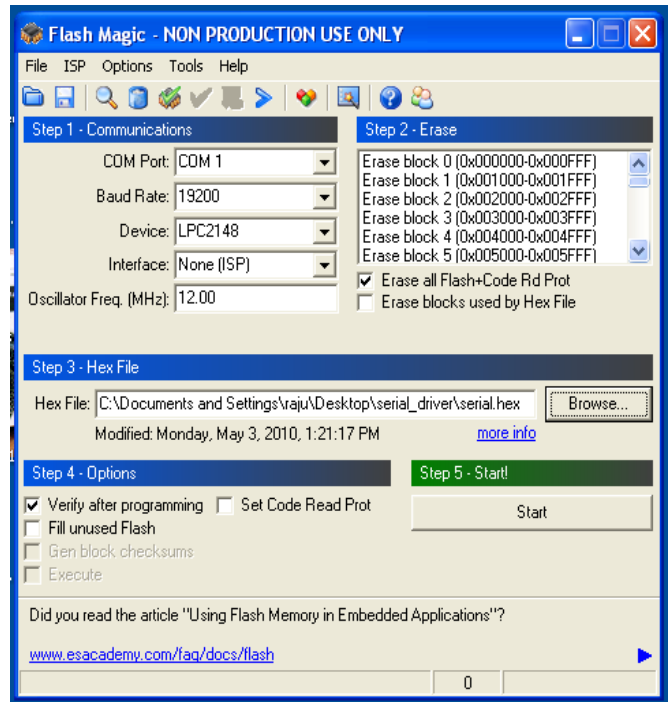 Flash Magic - NON PRODUCTION USE ONLY
File ISP Options Tools Help
Step 1 - Communications
COM Port: COM 1
Baud Rate: 19200
Device: LPC2148
Interface: None (ISP)
Oscillator Freq. (MHz): 12.00
Step 2 - Erase
Erase block 0 (0x000000-0x000FFF)
Erase block 1 (0x001000-0x001FFF)
Erase block 2 (0x002000-0x002FFF)
Erase block 3 (0x003000-0x003FFF)
Erase block 4 (0x004000-0x004FFF)
Erase block 5 (0x005000-0x005FFF)
Erase all Flash+Code Rd Prot
Erase blocks used by Hex File
Step 3 - Hex File
Hex File: C:\Documents and Settings\raju\Desktop\serial_driver\serial.hex Browse...
Modified: Monday, May 3, 2010, 1:21:17 PM more info
Step 4 - Options
Verify after programming Set Code Read Prot
Fill unused Flash
Gen block checksums
Execute
Step 5 - Start!
Start
Did you read the article "Using Flash Memory in Embedded Applications"?
www.esacademy.com/faq/docs/flash
0